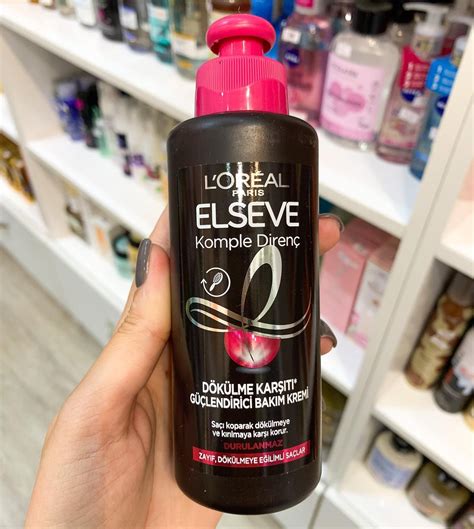 L'ORÉAL
PARIS
ELSEVE
Komple Direnç
DÖKÜLME KARŞITI*
GÜÇLENDİRİCİ BAKIM KREMİ
Saçı koparak dökülmeye
ve kırılmaya karşı korur.
DURULANMAZ
ZAYIF, DÖKÜLMEYE EĞİLİMLİ SAÇLAR
NIVEA